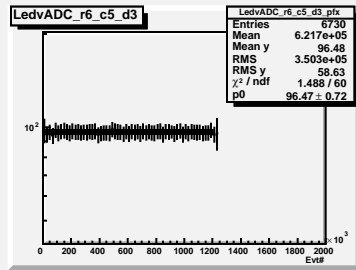 LedvADC_r6_c5_d3
LedvADC_r6_c5_d3_pfx
Entries 6730
Mean 6.217e+05
Mean y 96.48
RMS 3.503e+05
RMS y 58.63
χ² / ndf 1.488 / 60
p0 96.47 ± 0.72
10²
0 200 400 600 800 1000 1200 1400 1600 1800 2000
×10³
Evt#